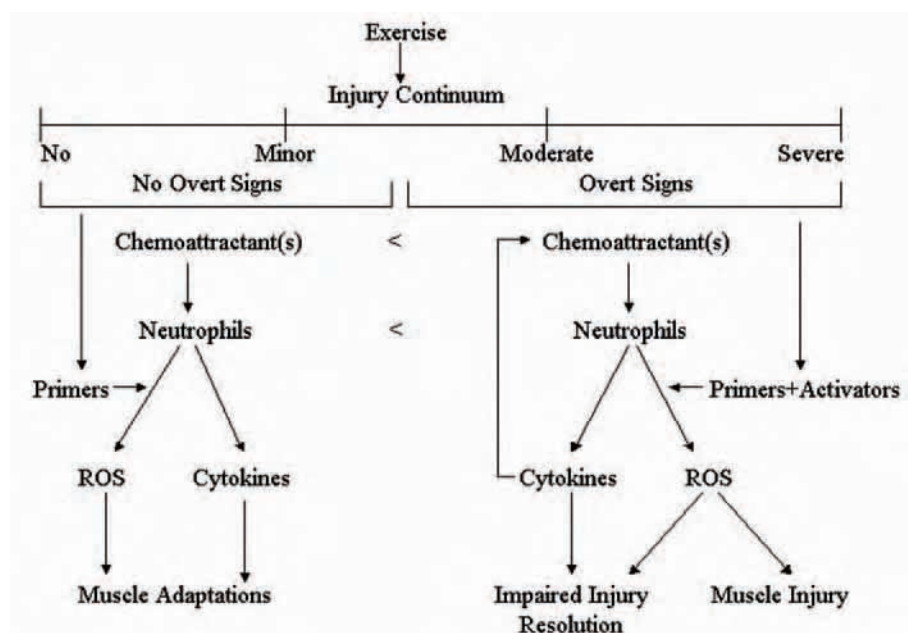 Exercise
Injury Continuum
No Minor Moderate Severe
No Overt Signs Overt Signs
Chemoattractant(s) < Chemoattractant(s)
Neutrophils < Neutrophils
Primers Primers+Activators
ROS Cytokines Cytokines ROS
Muscle Adaptations Impaired Injury Muscle Injury
Resolution